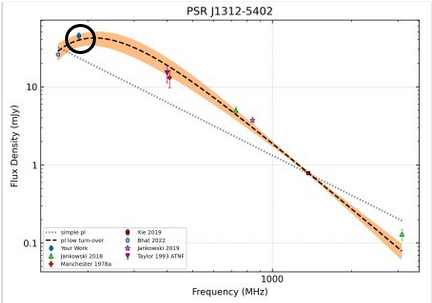 PSR J1312-5402
Flux Density (mJy)
10
1
0.1
simple pl
pl low turn-over
Your Work
Jankowski 2018
Manchester 1978a
Xie 2019
Bhat 2022
Jankowski 2019
Taylor 1993 ATNF
1000
Frequency (MHz)